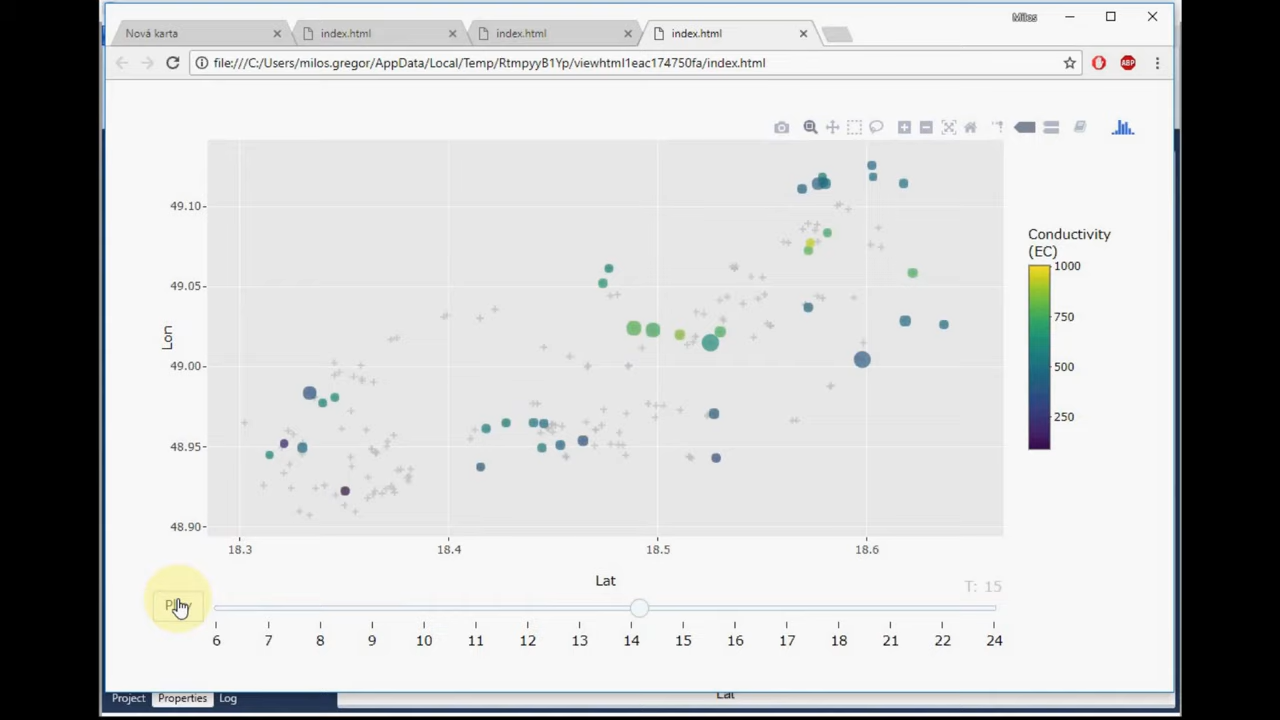 Milos
Nová karta
index.html
index.html
index.html
file:///C:/Users/milos.gregor/AppData/Local/Temp/RtmpyyB1Yp/viewhtml1eac174750fa/index.html
ABP
Conductivity
(EC)
1000
750
500
250
49.10
49.05
49.00
48.95
48.90
Lon
18.3 18.4 18.5 18.6
Lat
T: 15
Play
6 7 8 9 10 11 12 13 14 15 16 17 18 21 22 24
Project Properties Log
Lat